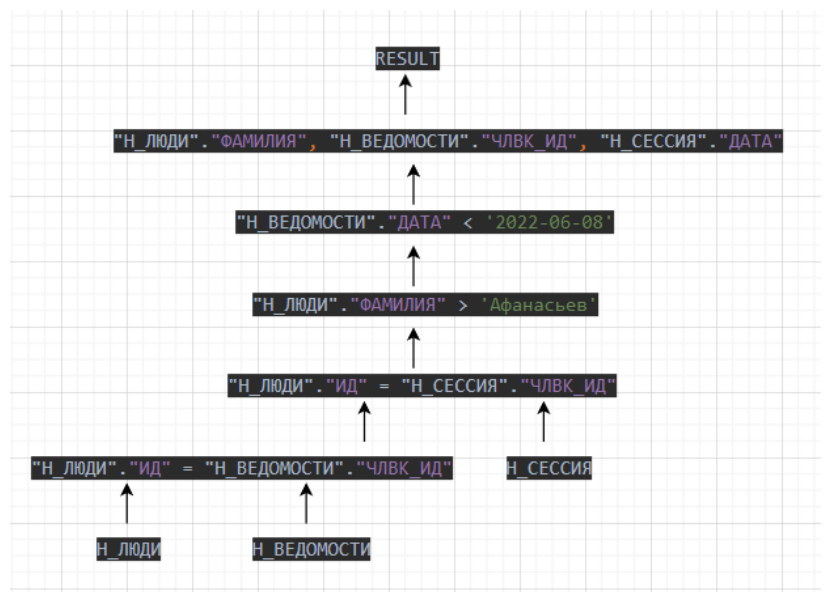 RESULT
"Н_ЛЮДИ"."ФАМИЛИЯ", "Н_ВЕДОМОСТИ"."ЧЛВК_ИД", "Н_СЕССИЯ"."ДАТА"
"Н_ВЕДОМОСТИ"."ДАТА" < '2022-06-08'
"Н_ЛЮДИ"."ФАМИЛИЯ" > 'Афанасьев'
"Н_ЛЮДИ"."ИД" = "Н_СЕССИЯ"."ЧЛВК_ИД"
"Н_ЛЮДИ"."ИД" = "Н_ВЕДОМОСТИ"."ЧЛВК_ИД"
Н_СЕССИЯ
Н_ЛЮДИ
Н_ВЕДОМОСТИ